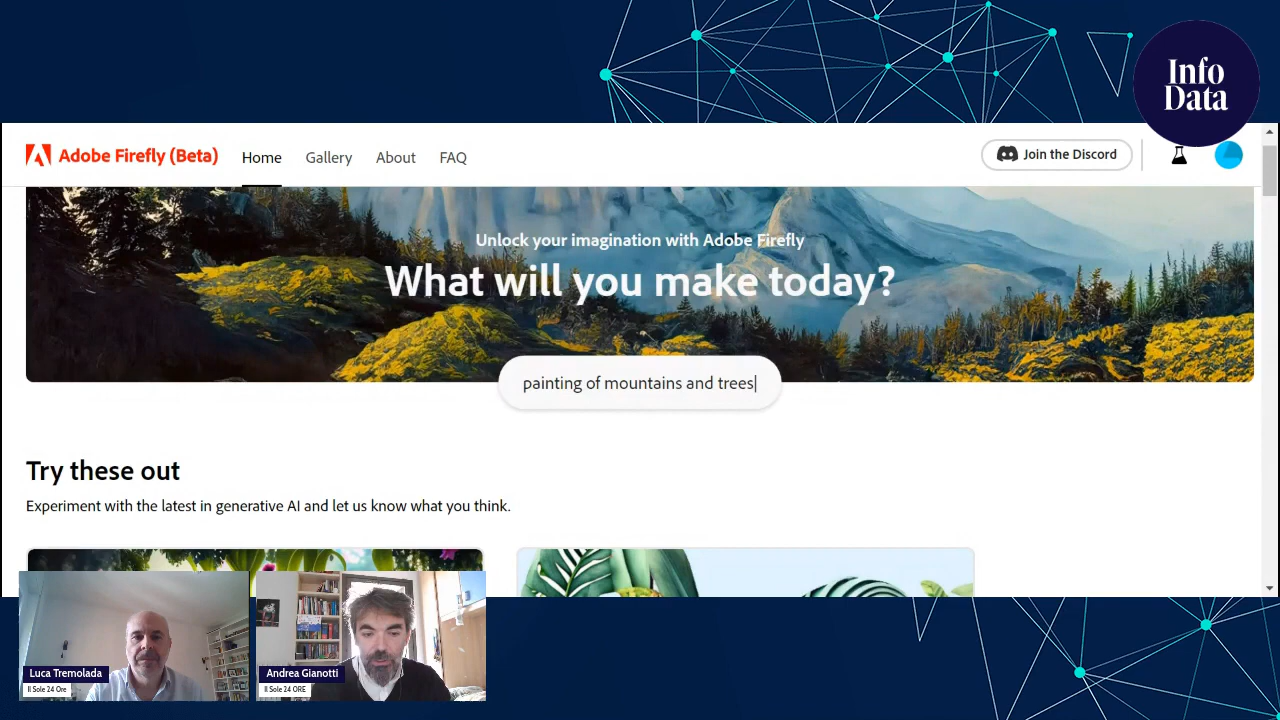 Info
Data
Adobe Firefly (Beta)
Home
Gallery
About
FAQ
Join the Discord
Unlock your imagination with Adobe Firefly
What will you make today?
painting of mountains and trees
Try these out
Experiment with the latest in generative AI and let us know what you think.
Luca Tremolada
Il Sole 24 Ore
Andrea Gianotti
Il Sole 24 ORE